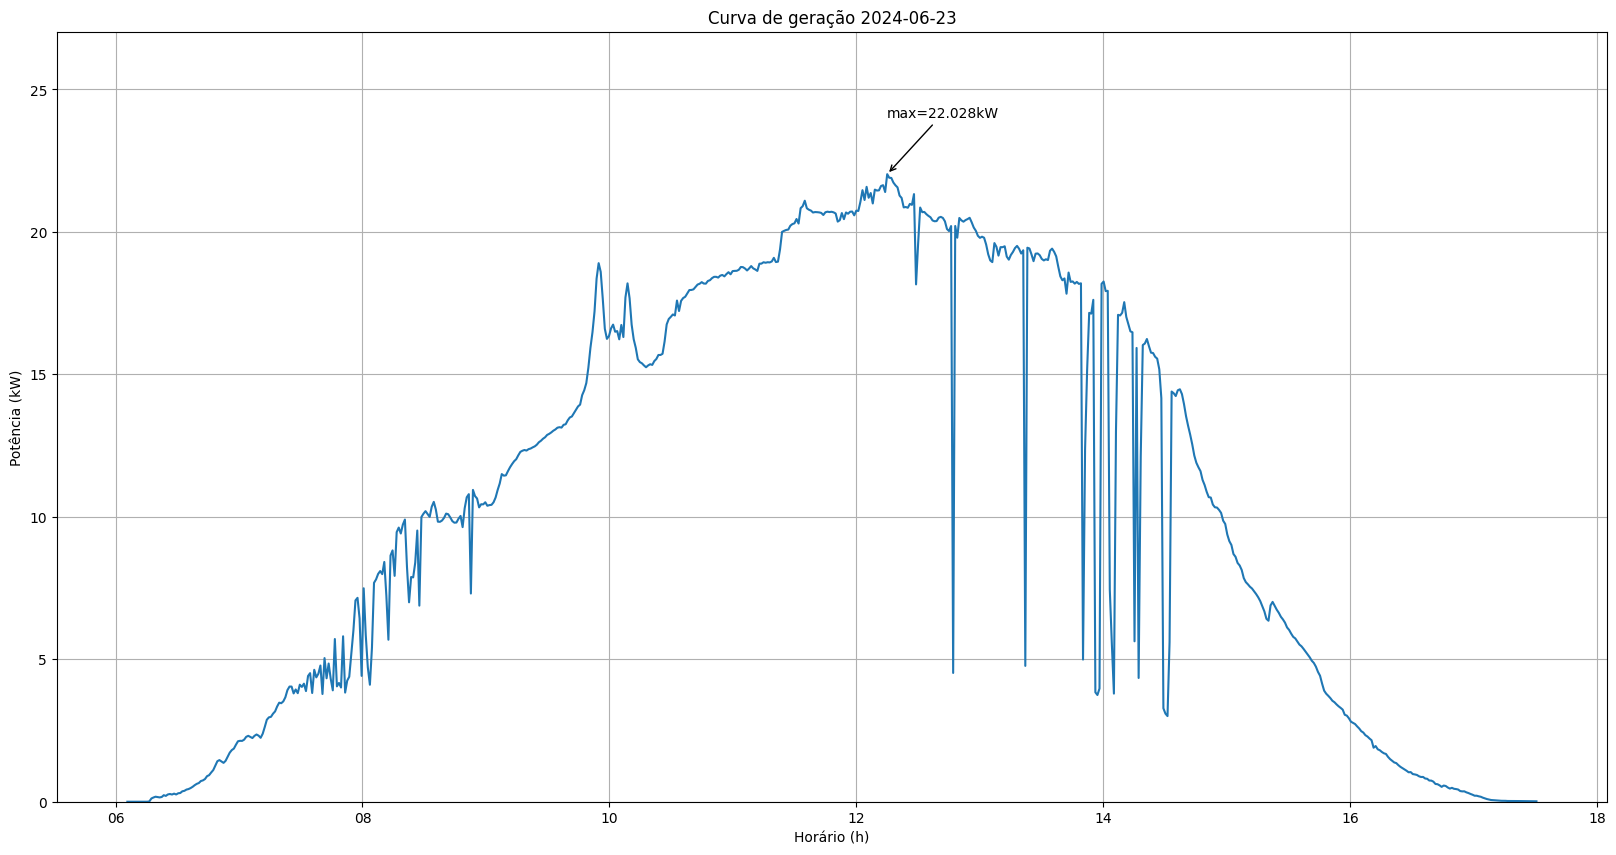 Curva de geração 2024-06-23
max=22.028kW
Potência (kW)
25
20
15
10
5
0
06 08 10 12 14 16 18
Horário (h)